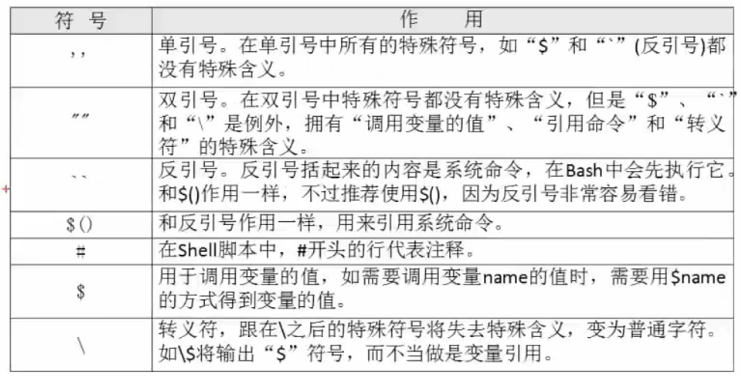 符 号 作 用
' ' 单引号。在单引号中所有的特殊符号，如“$”和“`”(反引号)都
没有特殊含义。
"" 双引号。在双引号中特殊符号都没有特殊含义，但是“$”、“`”
和“\”是例外，拥有“调用变量的值”、“引用命令”和“转义
符”的特殊含义。
` ` 反引号。反引号括起来的内容是系统命令，在Bash中会先执行它。
和$()作用一样，不过推荐使用$()，因为反引号非常容易看错。
$() 和反引号作用一样，用来引用系统命令。
# 在Shell脚本中，#开头的行代表注释。
$ 用于调用变量的值，如需要调用变量name的值时，需要用$name
的方式得到变量的值。
\ 转义符，跟在\之后的特殊符号将失去特殊含义，变为普通字符。
如\$将输出“$”符号，而不当做是变量引用。